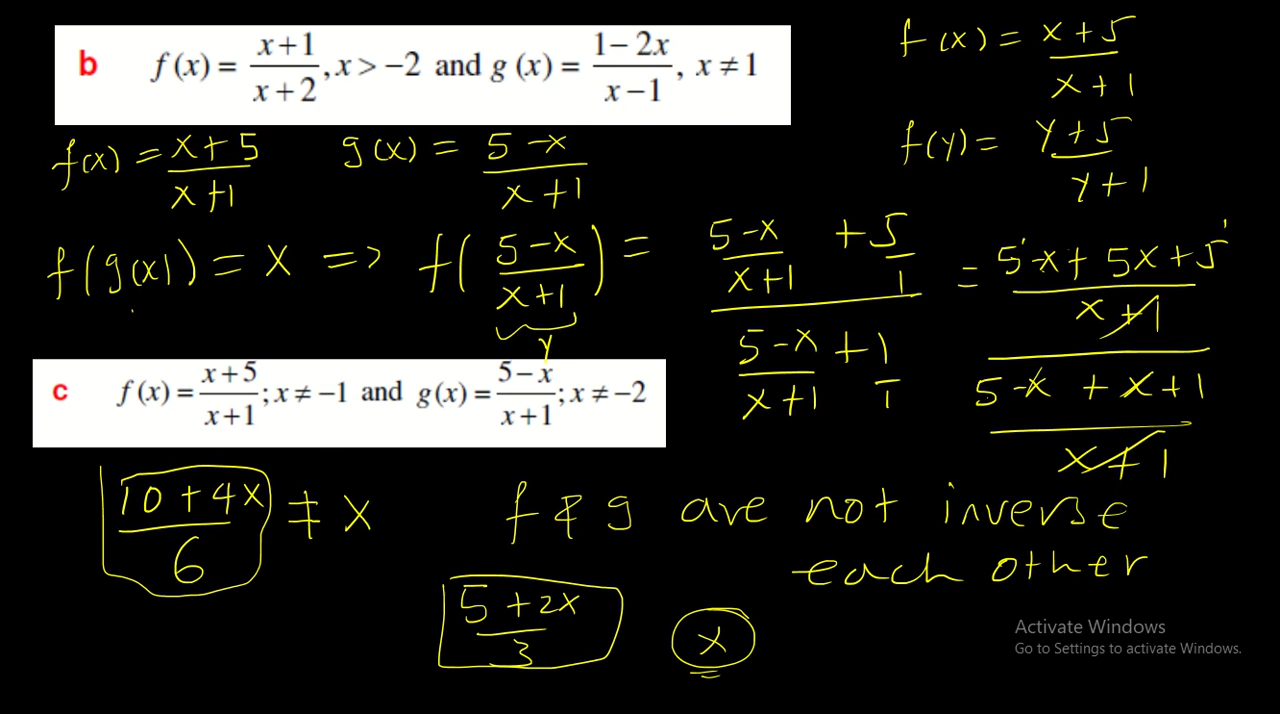 b f(x) = (x+1)/(x+2), x > −2 and g (x) = (1−2x)/(x−1), x ≠ 1
f(x) = (x+5)/(x+1)
f(y) = (y+5)/(y+1)
f(x) = (x+5)/(x+1) g(x) = (5-x)/(x+1)
f(g(x)) = x => f((5-x)/(x+1)) = ((5-x)/(x+1) + 5/1)/((5-x)/(x+1) + 1/1) = ((5-x+5x+5)/(x+1))/((5-x+x+1)/(x+1))
y
c f(x) = (x+5)/(x+1); x ≠ −1 and g(x) = (5−x)/(x+1); x ≠ −2
(10+4x)/6 ≠ x f & g are not inverse
each other
(5+2x)/3 x
Activate Windows
Go to Settings to activate Windows.